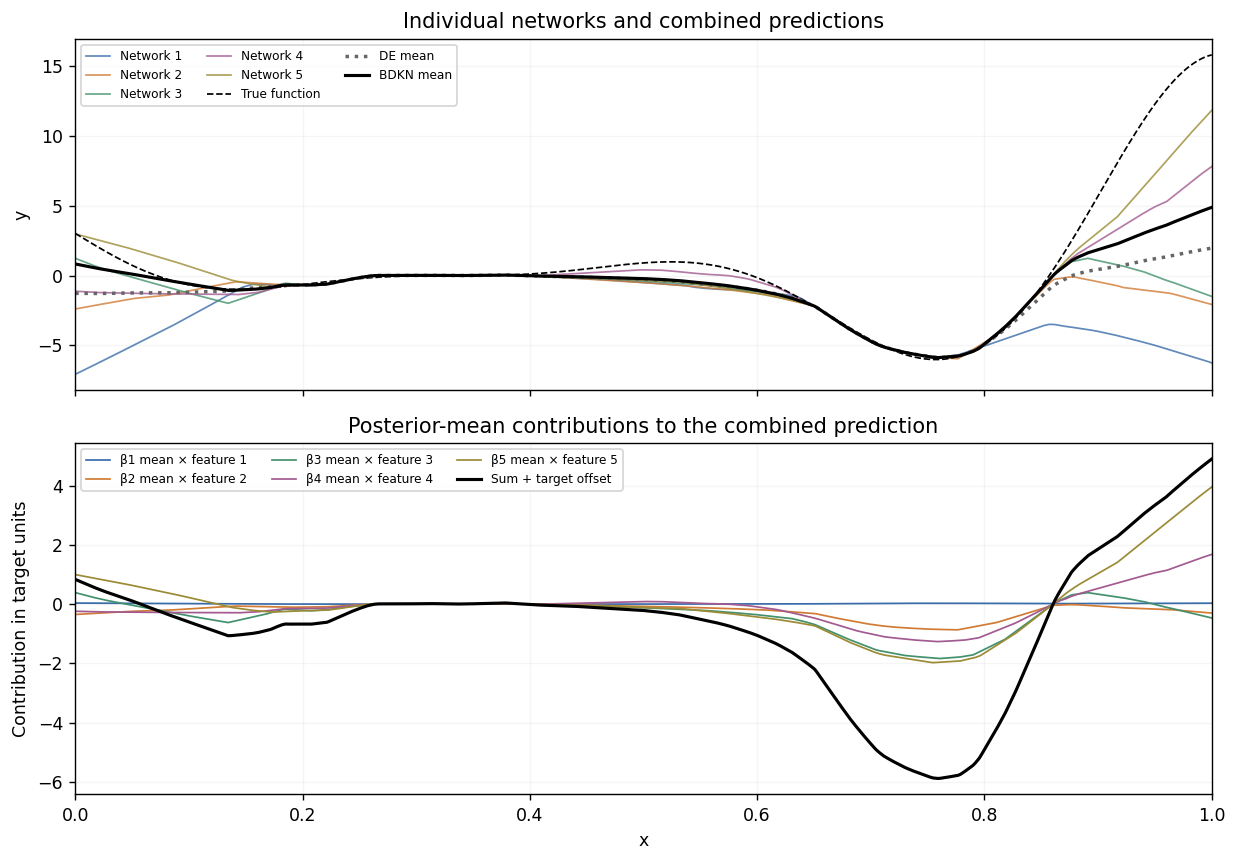 Individual networks and combined predictions
Network 1
Network 2
Network 3
Network 4
Network 5
True function
DE mean
BDKN mean
15
10
5
0
−5
y
Posterior-mean contributions to the combined prediction
β1 mean × feature 1
β2 mean × feature 2
β3 mean × feature 3
β4 mean × feature 4
β5 mean × feature 5
Sum + target offset
4
2
0
−2
−4
−6
Contribution in target units
0.0
0.2
0.4
0.6
0.8
1.0
x